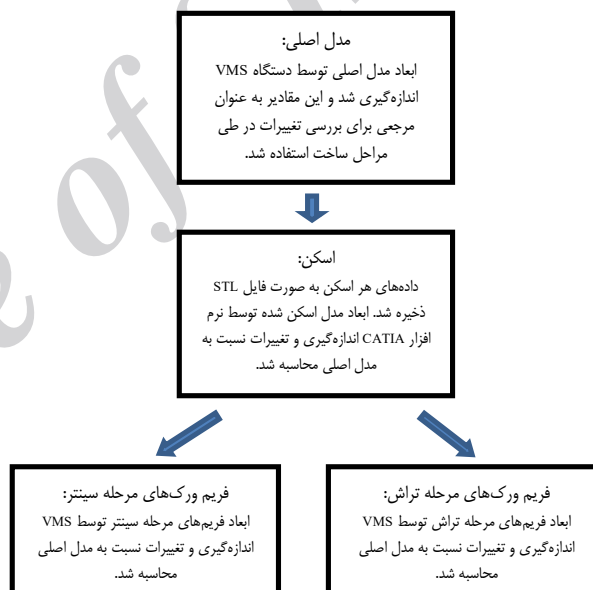 مدل اصلی:
ابعاد مدل اصلی توسط دستگاه VMS
اندازه‌گیری شد و این مقادیر به عنوان
مرجعی برای بررسی تغییرات در طی
مراحل ساخت استفاده شد.
اسکن:
داده‌های هر اسکن به صورت فایل STL
ذخیره شد. ابعاد مدل اسکن شده توسط نرم
افزار CATIA اندازه‌گیری و تغییرات نسبت به
مدل اصلی محاسبه شد.
فریم ورک‌های مرحله تراش:
ابعاد فریم‌های مرحله تراش توسط VMS
اندازه‌گیری و تغییرات نسبت به مدل اصلی
محاسبه شد.
فریم ورک‌های مرحله سینتر:
ابعاد فریم‌های مرحله سینتر توسط VMS
اندازه‌گیری و تغییرات نسبت به مدل اصلی
محاسبه شد.
e of